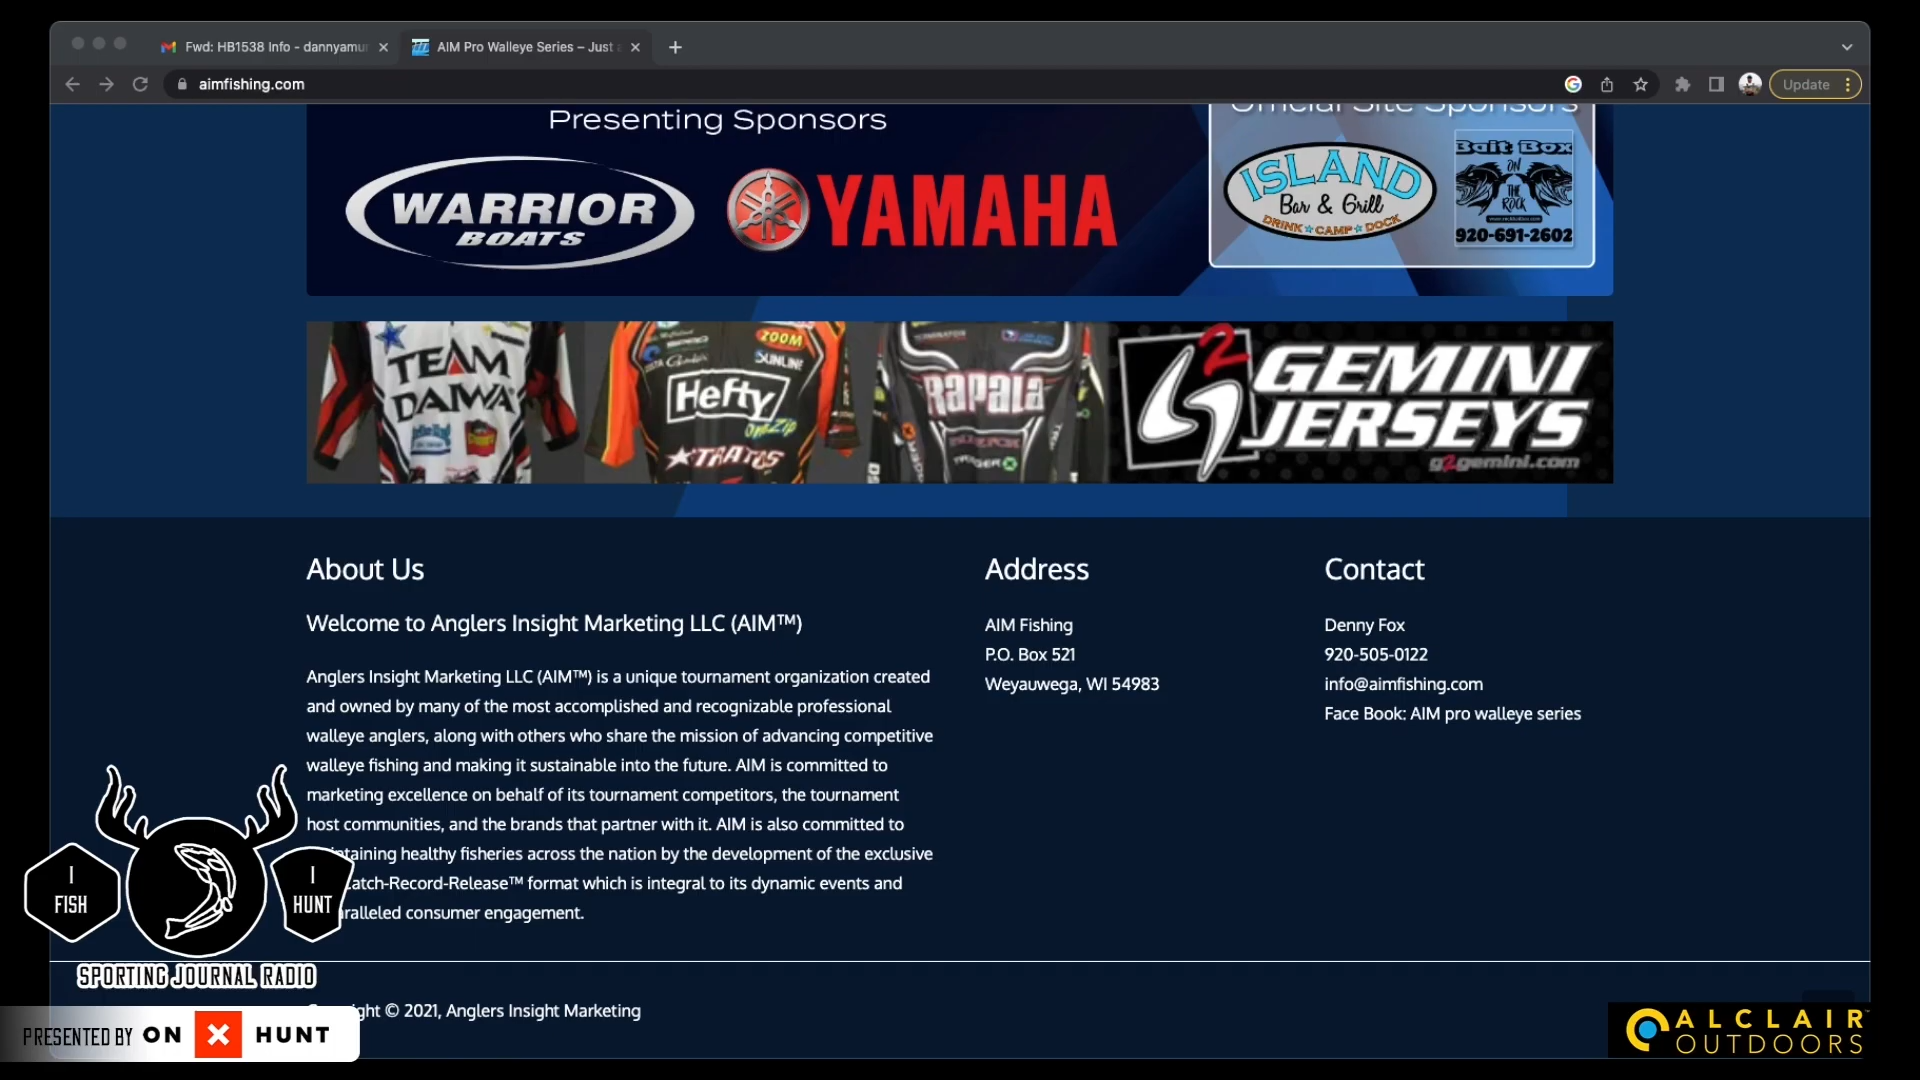 Fwd: HB1538 Info - dannyamur
AIM Pro Walleye Series – Just a
aimfishing.com
Update
Presenting Sponsors
Official Site Sponsors
WARRIOR
BOATS
YAMAHA
ISLAND
Bar & Grill
DRINK ★ CAMP ★ DOCK
Bait Box
ON
THE
ROCK
920-691-2602
TEAM
DAIWA
ZOOM
SUNLINE
Hefty
OneZip
STRATOS
RAPALA
TRIGGER X
G2 GEMINI
JERSEYS
g2gemini.com
About Us
Welcome to Anglers Insight Marketing LLC (AIM™)
Anglers Insight Marketing LLC (AIM™) is a unique tournament organization created
and owned by many of the most accomplished and recognizable professional
walleye anglers, along with others who share the mission of advancing competitive
walleye fishing and making it sustainable into the future. AIM is committed to
marketing excellence on behalf of its tournament competitors, the tournament
host communities, and the brands that partner with it. AIM is also committed to
ntaining healthy fisheries across the nation by the development of the exclusive
atch-Record-Release™ format which is integral to its dynamic events and
ralleled consumer engagement.
Address
AIM Fishing
P.O. Box 521
Weyauwega, WI 54983
Contact
Denny Fox
920-505-0122
info@aimfishing.com
Face Book: AIM pro walleye series
I
FISH
I
HUNT
SPORTING JOURNAL RADIO
PRESENTED BY ON X HUNT
ght © 2021, Anglers Insight Marketing
ALCLAIR
OUTDOORS